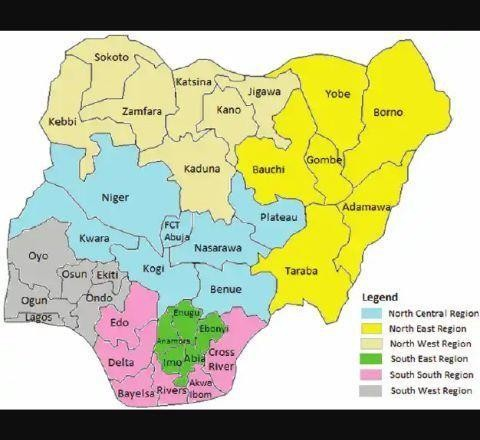 Sokoto
Katsina
Jigawa
Yobe
Borno
Kebbi
Zamfara
Kano
Kaduna
Bauchi
Gombe
Niger
Adamawa
FCT
Abuja
Plateau
Kwara
Nasarawa
Oyo
Kogi
Taraba
Osun
Ekiti
Benue
Ogun
Ondo
Lagos
Edo
Enugu
Ebonyi
Anambra
Delta
Imo
Abia
Cross
River
Bayelsa
Rivers
Akwa
Ibom
Legend
North Central Region
North East Region
North West Region
South East Region
South South Region
South West Region